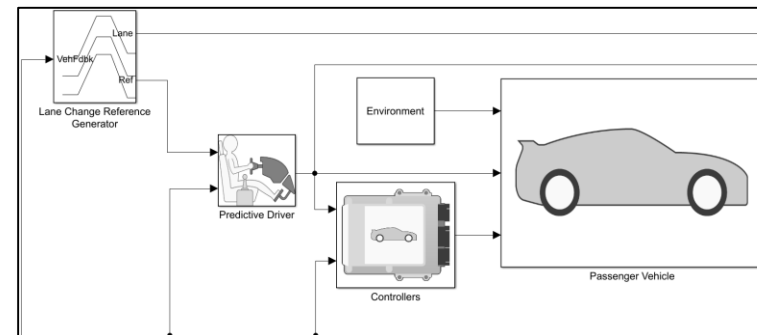 Lane
VehFdbk
Ref
Lane Change Reference
Generator
Environment
Predictive Driver
Controllers
Passenger Vehicle